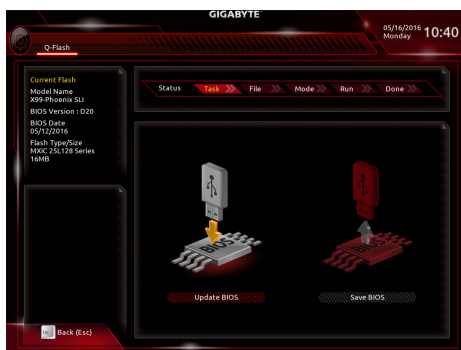 GIGABYTE
05/16/2016
Monday
10:40
Q-Flash
Current Flash
Model Name
X99-Phoenix SLI
BIOS Version : D20
BIOS Date
05/12/2016
Flash Type/Size
MXIC 25L128 Series
16MB
Status Task File Mode Run Done
BIOS
BIOS
Update BIOS
Save BIOS
Back (Esc)